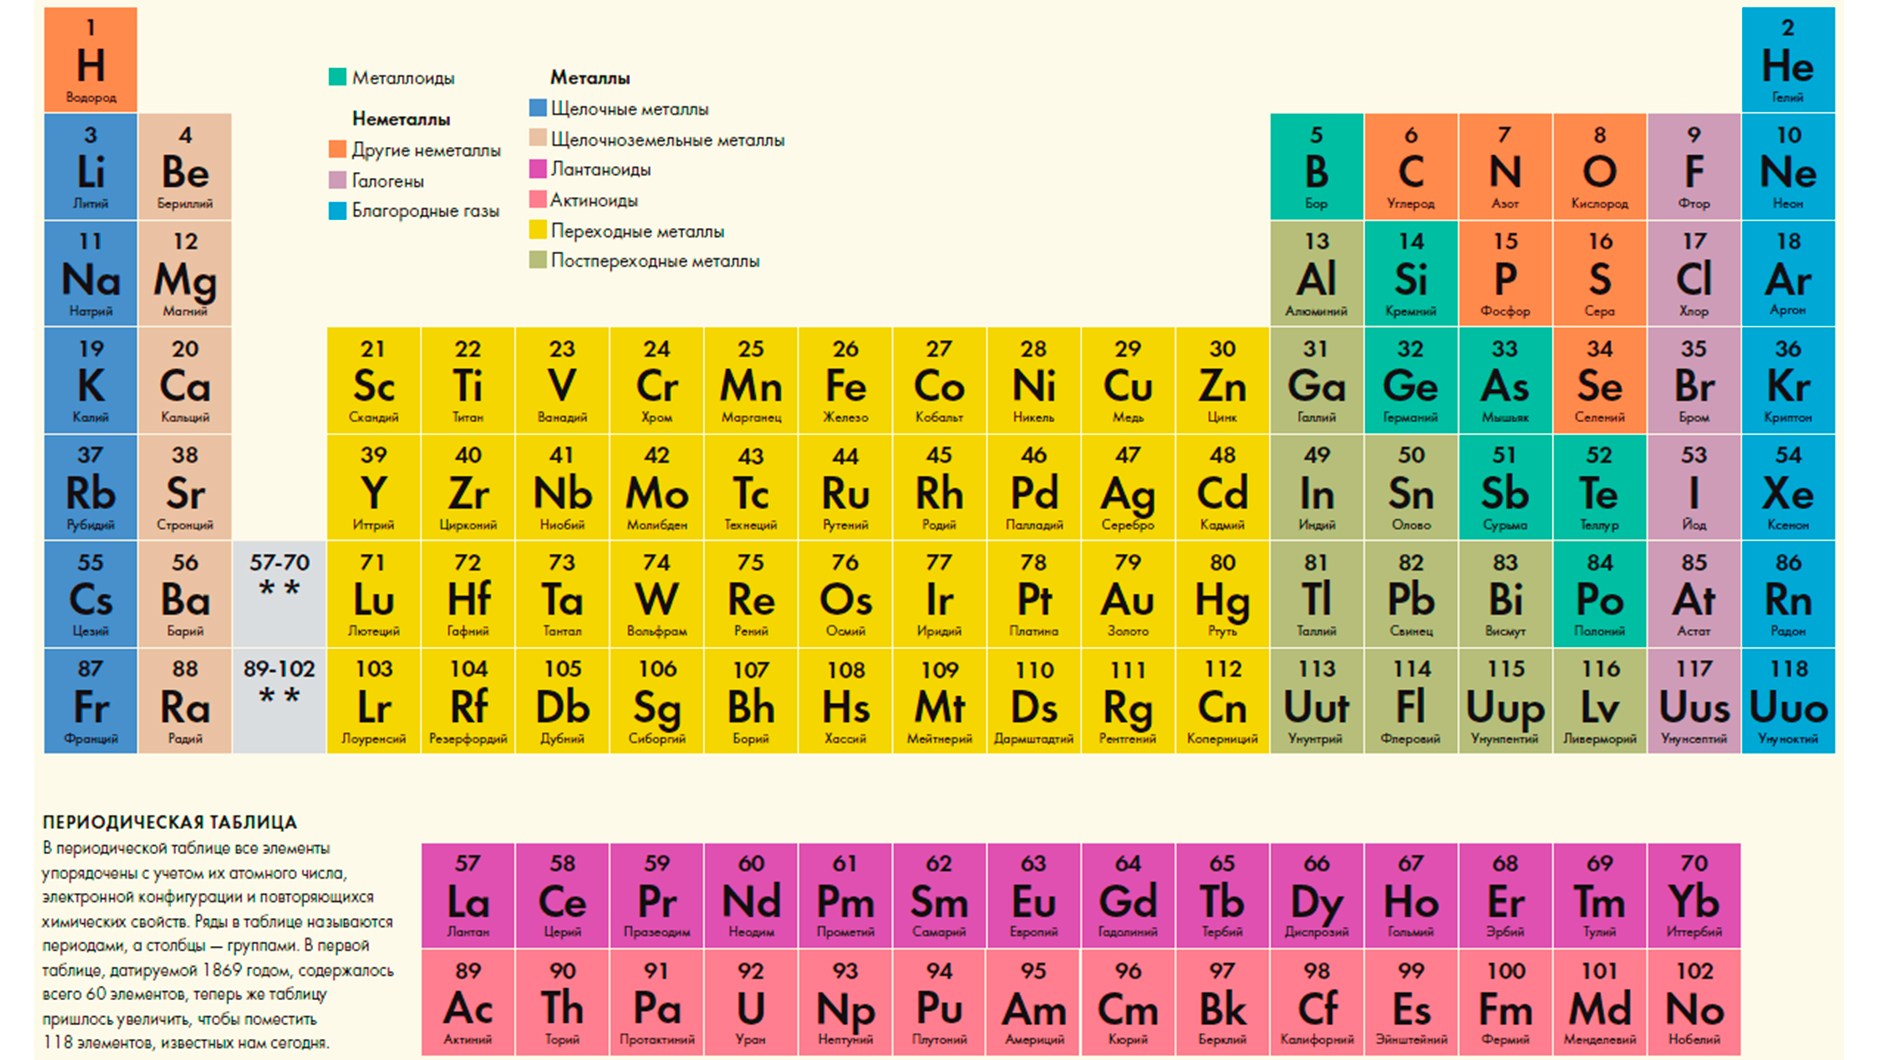 1
H
Водород
2
He
Гелий
Металлоиды
Неметаллы
Другие неметаллы
Галогены
Благородные газы
Металлы
Щелочные металлы
Щелочноземельные металлы
Лантаноиды
Актиноиды
Переходные металлы
Постпереходные металлы
3 4 5 6 7 8 9 10
Li Be B C N O F Ne
Литий Бериллий Бор Углерод Азот Кислород Фтор Неон
11 12 13 14 15 16 17 18
Na Mg Al Si P S Cl Ar
Натрий Магний Алюминий Кремний Фосфор Сера Хлор Аргон
19 20 21 22 23 24 25 26 27 28 29 30 31 32 33 34 35 36
K Ca Sc Ti V Cr Mn Fe Co Ni Cu Zn Ga Ge As Se Br Kr
Калий Кальций Скандий Титан Ванадий Хром Марганец Железо Кобальт Никель Медь Цинк Галлий Германий Мышьяк Селений Бром Криптон
37 38 39 40 41 42 43 44 45 46 47 48 49 50 51 52 53 54
Rb Sr Y Zr Nb Mo Tc Ru Rh Pd Ag Cd In Sn Sb Te I Xe
Рубидий Стронций Иттрий Цирконий Ниобий Молибден Технеций Рутений Родий Палладий Серебро Кадмий Индий Олово Сурьма Теллур Йод Ксенон
55 56 57-70 71 72 73 74 75 76 77 78 79 80 81 82 83 84 85 86
Cs Ba * * Lu Hf Ta W Re Os Ir Pt Au Hg Tl Pb Bi Po At Rn
Цезий Барий Лютеций Гафний Тантал Вольфрам Рений Осмий Иридий Платина Золото Ртуть Таллий Свинец Висмут Полоний Астат Радон
87 88 89-102 103 104 105 106 107 108 109 110 111 112 113 114 115 116 117 118
Fr Ra * * Lr Rf Db Sg Bh Hs Mt Ds Rg Cn Uut Fl Uup Lv Uus Uuo
Франций Радий Лоуренсий Резерфордий Дубний Сиборгий Борий Хассий Мейтнерий Дармштадтий Рентгений Коперниций Унунтрий Флеровий Унунпентий Ливерморий Унунсептий Унуноктий
ПЕРИОДИЧЕСКАЯ ТАБЛИЦА
В периодической таблице все элементы
упорядочены с учетом их атомного числа,
электронной конфигурации и повторяющихся
химических свойств. Ряды в таблице называются
периодами, а столбцы — группами. В первой
таблице, датируемой 1869 годом, содержалось
всего 60 элементов, теперь же таблицу
пришлось увеличить, чтобы поместить
118 элементов, известных нам сегодня.
57 58 59 60 61 62 63 64 65 66 67 68 69 70
La Ce Pr Nd Pm Sm Eu Gd Tb Dy Ho Er Tm Yb
Лантан Церий Празеодим Неодим Прометий Самарий Европий Гадолиний Тербий Диспрозий Гольмий Эрбий Тулий Иттербий
89 90 91 92 93 94 95 96 97 98 99 100 101 102
Ac Th Pa U Np Pu Am Cm Bk Cf Es Fm Md No
Актиний Торий Протактиний Уран Нептуний Плутоний Америций Кюрий Берклий Калифорний Эйнштейний Фермий Менделевий Нобелий